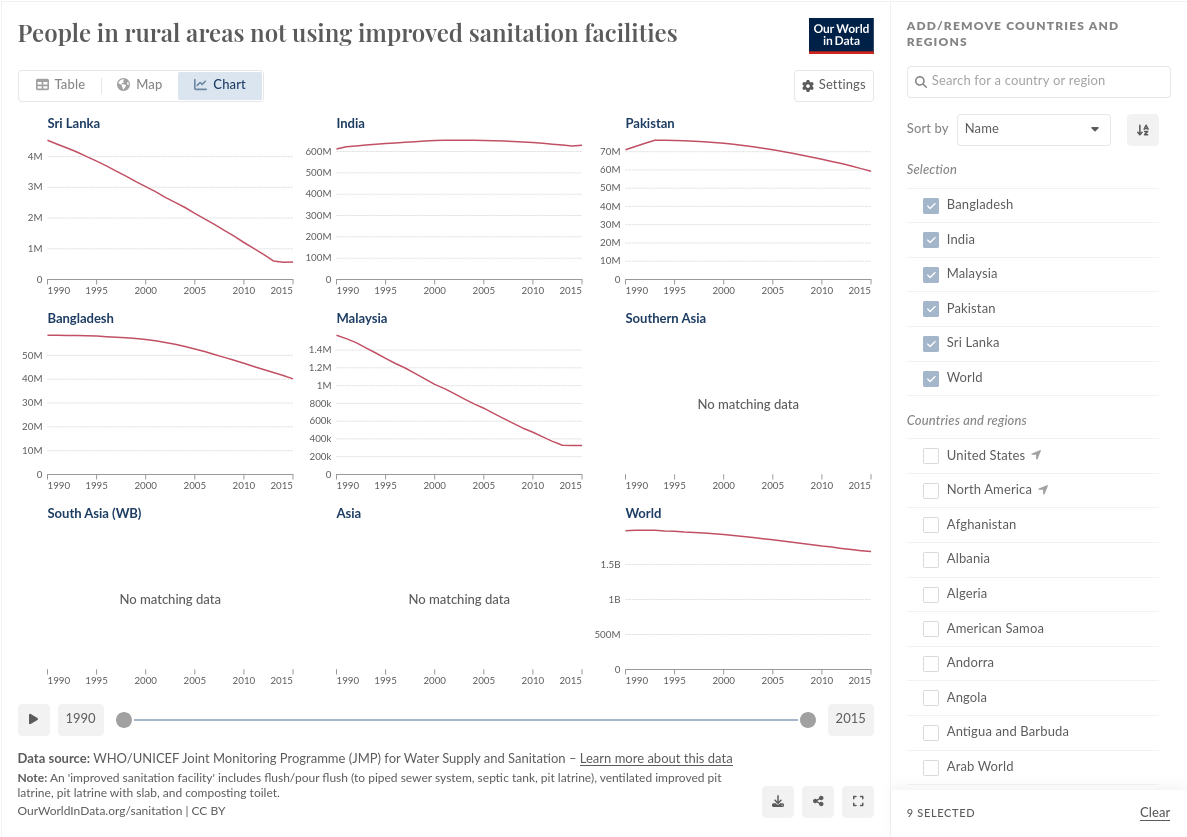 People in rural areas not using improved sanitation facilities
Our World
in Data
Table
Map
Chart
Settings
Sri Lanka
4M
3M
2M
1M
0
1990 1995 2000 2005 2010 2015
India
600M
500M
400M
300M
200M
100M
0
1990 1995 2000 2005 2010 2015
Pakistan
70M
60M
50M
40M
30M
20M
10M
0
1990 1995 2000 2005 2010 2015
Bangladesh
50M
40M
30M
20M
10M
0
1990 1995 2000 2005 2010 2015
Malaysia
1.4M
1.2M
1M
800k
600k
400k
200k
0
1990 1995 2000 2005 2010 2015
Southern Asia
No matching data
1990 1995 2000 2005 2010 2015
South Asia (WB)
No matching data
1990 1995 2000 2005 2010 2015
Asia
No matching data
1990 1995 2000 2005 2010 2015
World
1.5B
1B
500M
0
1990 1995 2000 2005 2010 2015
1990
2015
Data source: WHO/UNICEF Joint Monitoring Programme (JMP) for Water Supply and Sanitation – Learn more about this data
Note: An 'improved sanitation facility' includes flush/pour flush (to piped sewer system, septic tank, pit latrine), ventilated improved pit
latrine, pit latrine with slab, and composting toilet.
OurWorldInData.org/sanitation | CC BY
ADD/REMOVE COUNTRIES AND
REGIONS
Search for a country or region
Sort by
Name
Selection
Bangladesh
India
Malaysia
Pakistan
Sri Lanka
World
Countries and regions
United States
North America
Afghanistan
Albania
Algeria
American Samoa
Andorra
Angola
Antigua and Barbuda
Arab World
9 SELECTED
Clear